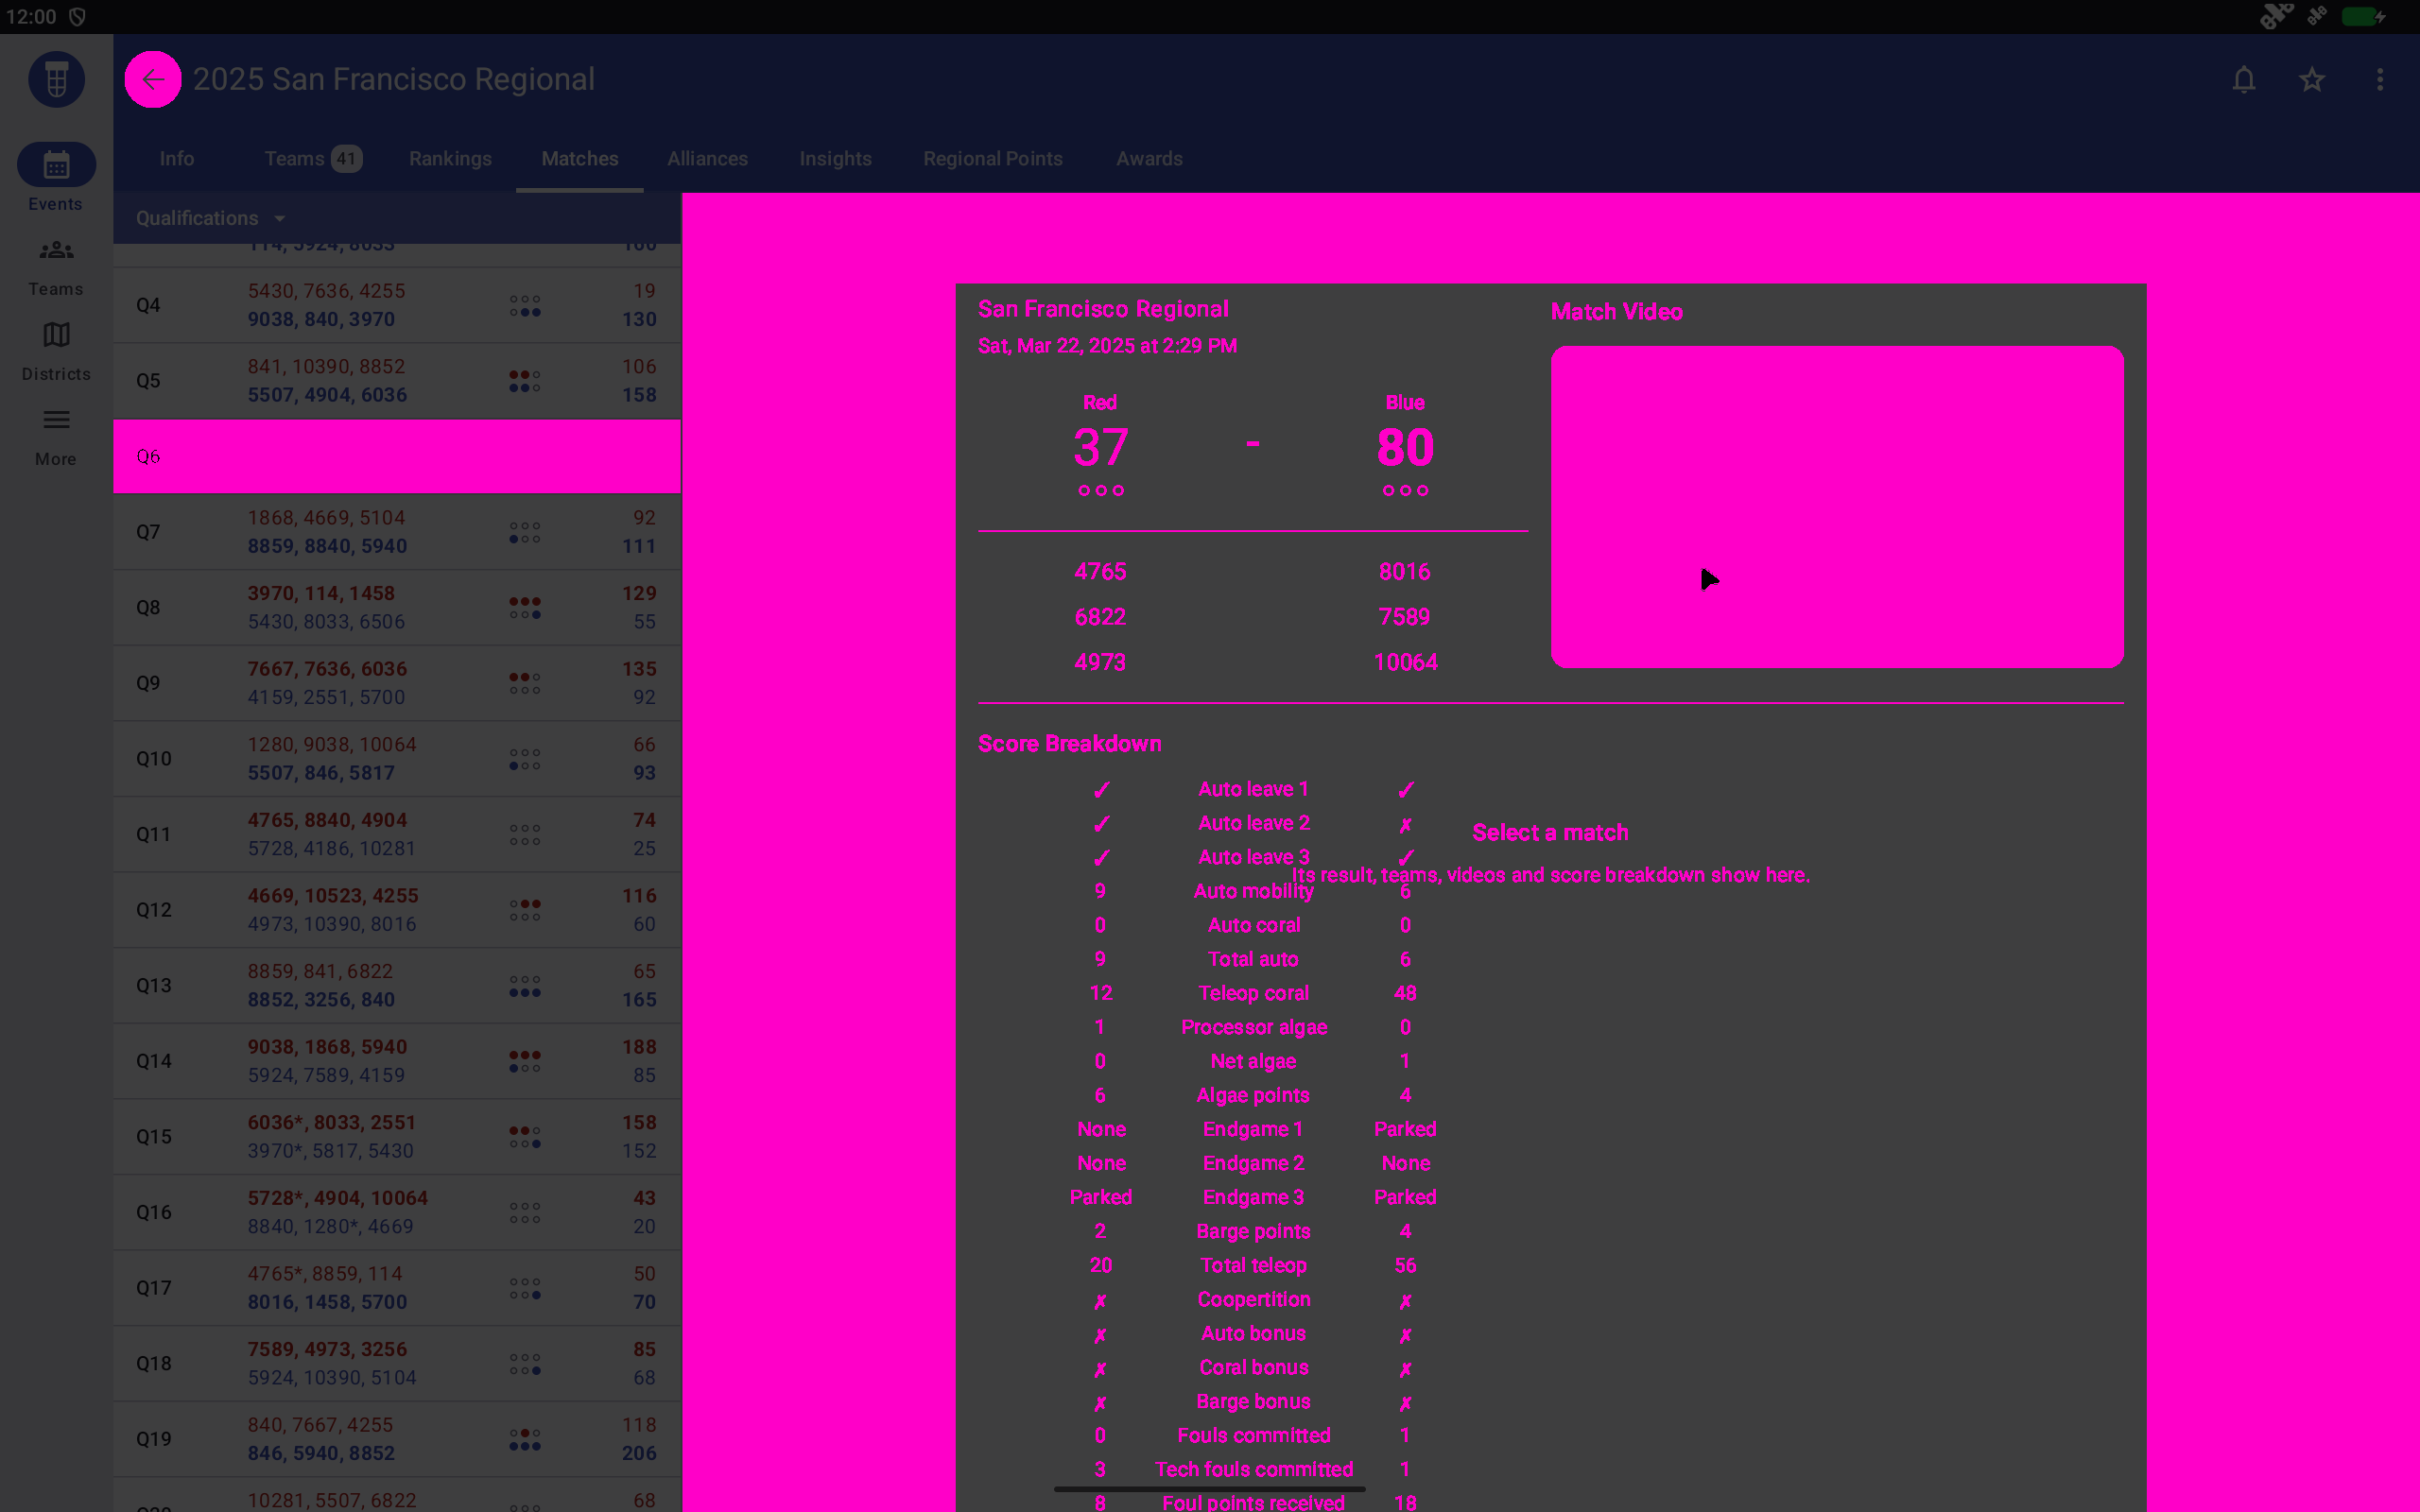 12:00
2025 San Francisco Regional
Info Teams 41 Rankings Matches Alliances Insights Regional Points Awards
Events
Teams
Districts
More
Qualifications
114, 5924, 8033 100
Q4 5430, 7636, 4255 19
9038, 840, 3970 130
Q5 841, 10390, 8852 106
5507, 4904, 6036 158
Q6
Q7 1868, 4669, 5104 92
8859, 8840, 5940 111
Q8 3970, 114, 1458 129
5430, 8033, 6506 55
Q9 7667, 7636, 6036 135
4159, 2551, 5700 92
Q10 1280, 9038, 10064 66
5507, 846, 5817 93
Q11 4765, 8840, 4904 74
5728, 4186, 10281 25
Q12 4669, 10523, 4255 116
4973, 10390, 8016 60
Q13 8859, 841, 6822 65
8852, 3256, 840 165
Q14 9038, 1868, 5940 188
5924, 7589, 4159 85
Q15 6036*, 8033, 2551 158
3970*, 5817, 5430 152
Q16 5728*, 4904, 10064 43
8840, 1280*, 4669 20
Q17 4765*, 8859, 114 50
8016, 1458, 5700 70
Q18 7589, 4973, 3256 85
5924, 10390, 5104 68
Q19 840, 7667, 4255 118
846, 5940, 8852 206
10281, 5507, 6822 68
San Francisco Regional
Sat, Mar 22, 2025 at 2:29 PM
Red Blue
37 - 80
4765 8016
6822 7589
4973 10064
Match Video
Score Breakdown
✓ Auto leave 1 ✓
✓ Auto leave 2 ✗
✓ Auto leave 3 ✓
9 Auto mobility 6
0 Auto coral 0
9 Total auto 6
12 Teleop coral 48
1 Processor algae 0
0 Net algae 1
6 Algae points 4
None Endgame 1 Parked
None Endgame 2 None
Parked Endgame 3 Parked
2 Barge points 4
20 Total teleop 56
✗ Coopertition ✗
✗ Auto bonus ✗
✗ Coral bonus ✗
✗ Barge bonus ✗
0 Fouls committed 1
3 Tech fouls committed 1
8 Foul points received 18
Select a match
Its result, teams, videos and score breakdown show here.